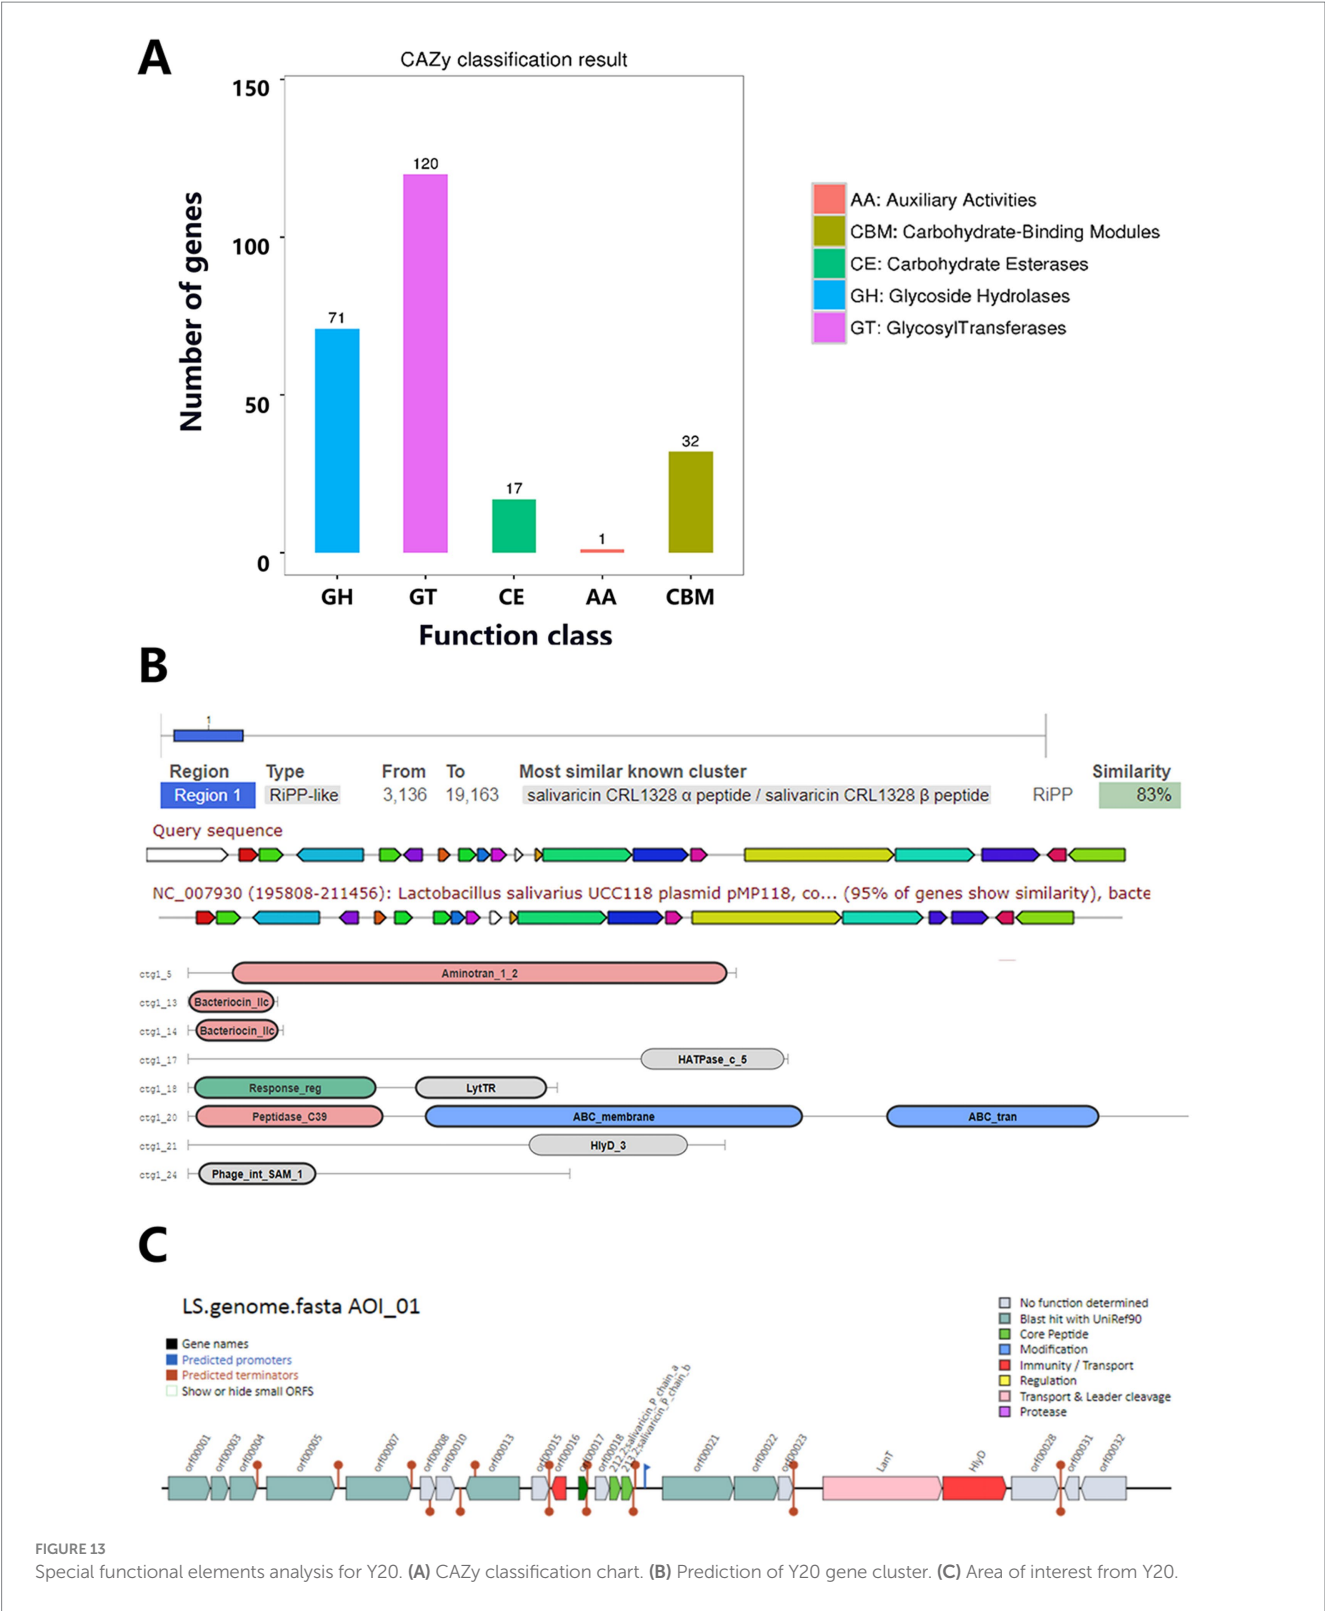 A
CAZy classification result
150
100
50
0
Number of genes
71
120
17
1
32
GH
GT
CE
AA
CBM
Function class
AA: Auxiliary Activities
CBM: Carbohydrate-Binding Modules
CE: Carbohydrate Esterases
GH: Glycoside Hydrolases
GT: GlycosylTransferases
B
1
Region Type From To Most similar known cluster Similarity
Region 1 RiPP-like 3,136 19,163 salivaricin CRL1328 α peptide / salivaricin CRL1328 β peptide RiPP 83%
Query sequence
NC_007930 (195808-211456): Lactobacillus salivarius UCC118 plasmid pMP118, co... (95% of genes show similarity), bacte
ctg1_5 Aminotran_1_2
ctg1_13 Bacteriocin_IIc
ctg1_14 Bacteriocin_IIc
ctg1_17 HATPase_c_5
ctg1_18 Response_reg LytTR
ctg1_20 Peptidase_C39 ABC_membrane ABC_tran
ctg1_21 HlyD_3
ctg1_24 Phage_int_SAM_1
C
LS.genome.fasta AOI_01
Gene names
Predicted promoters
Predicted terminators
Show or hide small ORFS
No function determined
Blast hit with UniRef90
Core Peptide
Modification
Immunity / Transport
Regulation
Transport & Leader cleavage
Protease
orf00001
orf00003
orf00004
orf00005
orf00007
orf00008
orf00010
orf00013
orf00015
orf00016
orf00017
orf00018
212.2;salivaricin_P_chain_a
213.2;salivaricin_P_chain_b
orf00021
orf00022
orf00023
LanT
HlyD
orf00028
orf00031
orf00032
FIGURE 13
Special functional elements analysis for Y20. (A) CAZy classification chart. (B) Prediction of Y20 gene cluster. (C) Area of interest from Y20.